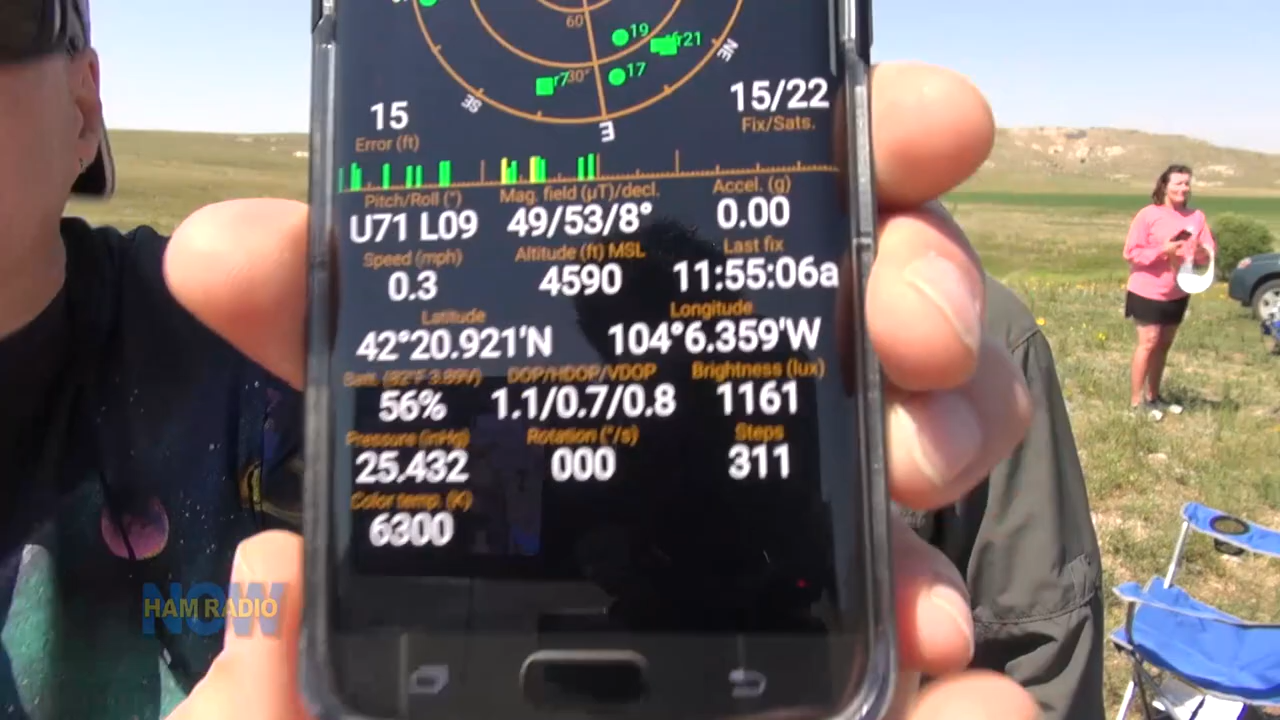 60°
19
r21
r7
30°
17
NE
SE
E
15
15/22
Error (ft)
Fix/Sats.
Pitch/Roll (°) Mag. field (µT)/decl. Accel. (g)
U71 L09 49/53/8° 0.00
Speed (mph) Altitude (ft) MSL Last fix
0.3 4590 11:55:06a
Latitude Longitude
42°20.921'N 104°6.359'W
Batt. (92°F 3.89V) DOP/HDOP/VDOP Brightness (lux)
56% 1.1/0.7/0.8 1161
Pressure (inHg) Rotation (°/s) Steps
25.432 000 311
Color temp. (K)
6300
NOW
HAM RADIO